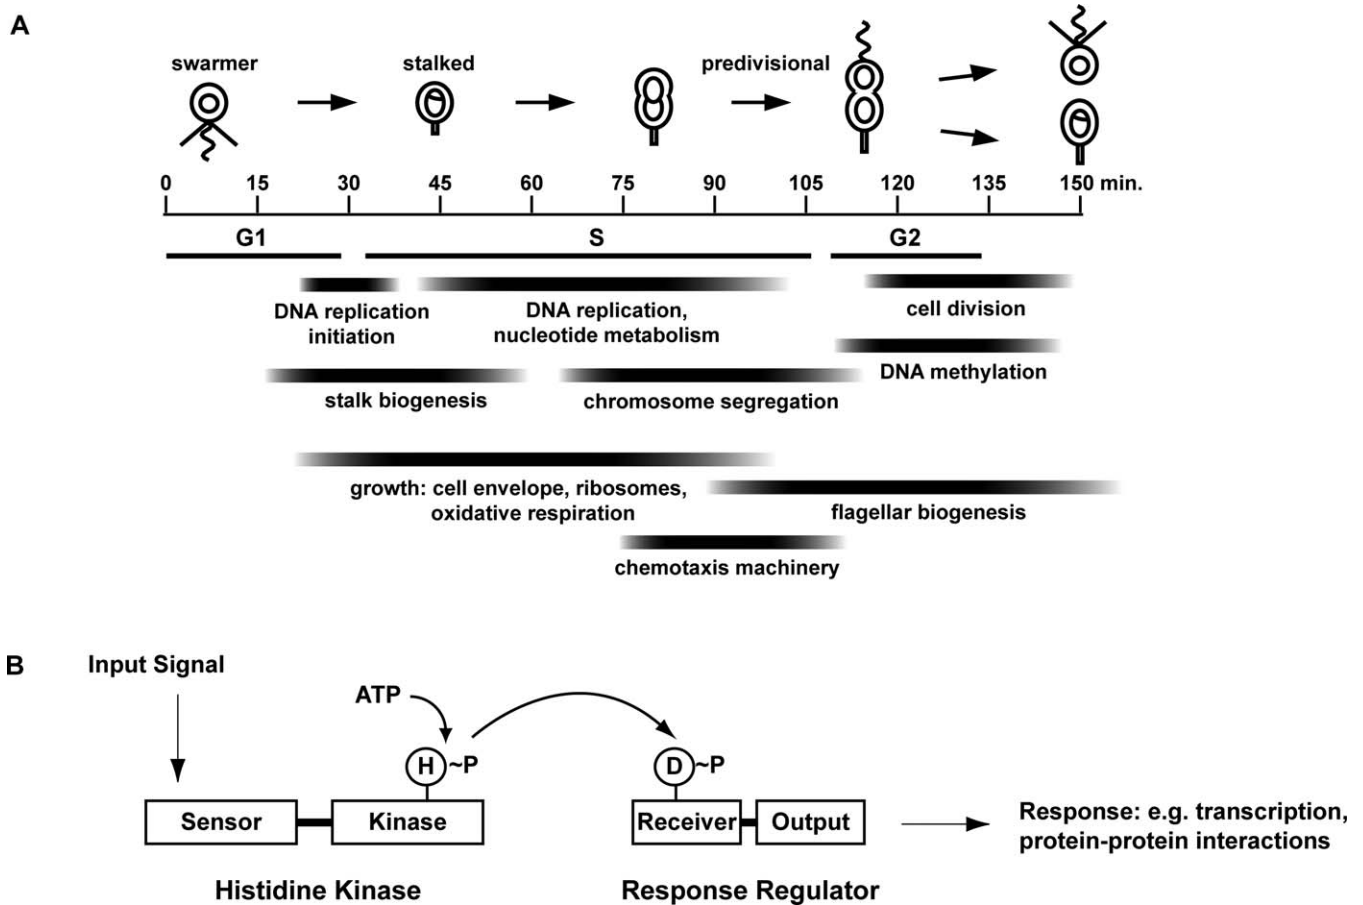 A
swarmer
stalked
predivisional
0 15 30 45 60 75 90 105 120 135 150 min.
G1 S G2
DNA replication
initiation
DNA replication,
nucleotide metabolism
cell division
DNA methylation
stalk biogenesis
chromosome segregation
growth: cell envelope, ribosomes,
oxidative respiration
flagellar biogenesis
chemotaxis machinery
B
Input Signal
ATP
H ~P
D ~P
Sensor
Kinase
Receiver
Output
Response: e.g. transcription,
protein-protein interactions
Histidine Kinase
Response Regulator